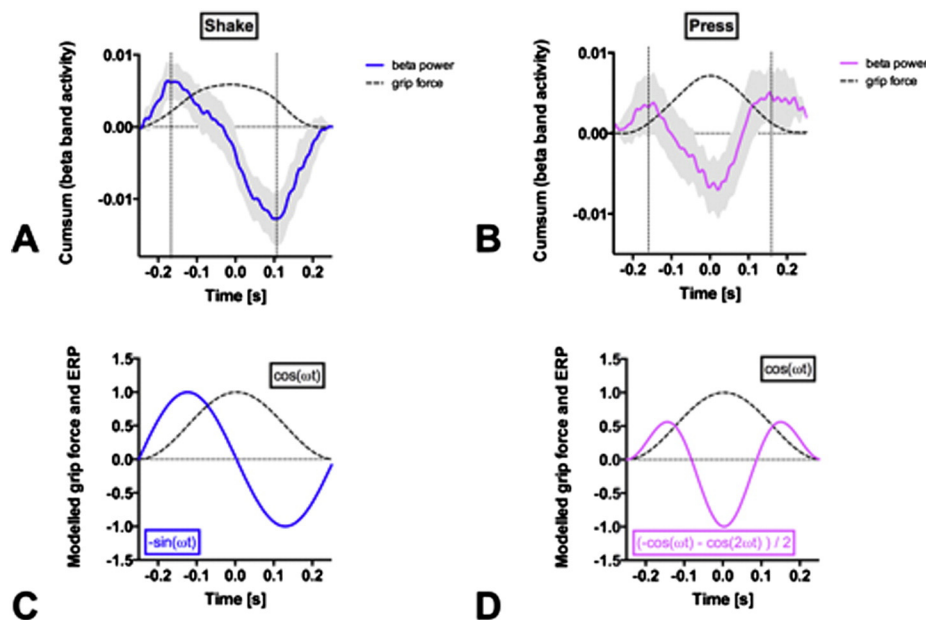 Shake
beta power
grip force
Cumsum (beta band activity)
0.01
0.00
-0.01
-0.2 -0.1 0.0 0.1 0.2
Time [s]
A
Press
beta power
grip force
Cumsum (beta band activity
0.01
0.00
-0.01
-0.2 -0.1 0.0 0.1 0.2
Time [s]
B
Modelled grip force and ERP
1.5
1.0
0.5
0.0
-0.5
-1.0
-1.5
cos(ωt)
-sin(ωt)
-0.2 -0.1 0.0 0.1 0.2
Time [s]
C
Modelled grip force and ERP
1.5
1.0
0.5
0.0
-0.5
-1.0
-1.5
cos(ωt)
(-cos(ωt) - cos(2ωt) ) / 2
-0.2 -0.1 0.0 0.1 0.2
Time [s]
D